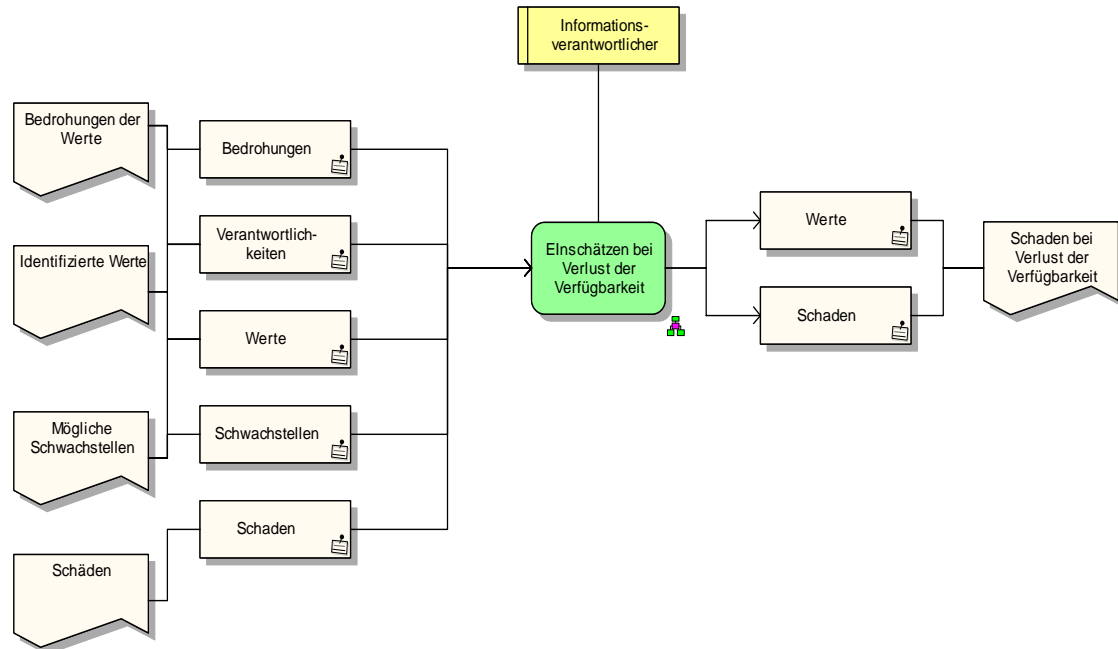 Informations-
verantwortlicher
Bedrohungen der
Werte
Bedrohungen
Verantwortlich-
keiten
Identifizierte Werte
Werte
Mögliche
Schwachstellen
Schwachstellen
Schaden
Schäden
EInschätzen bei
Verlust der
Verfügbarkeit
Werte
Schaden
Schaden bei
Verlust der
Verfügbarkeit